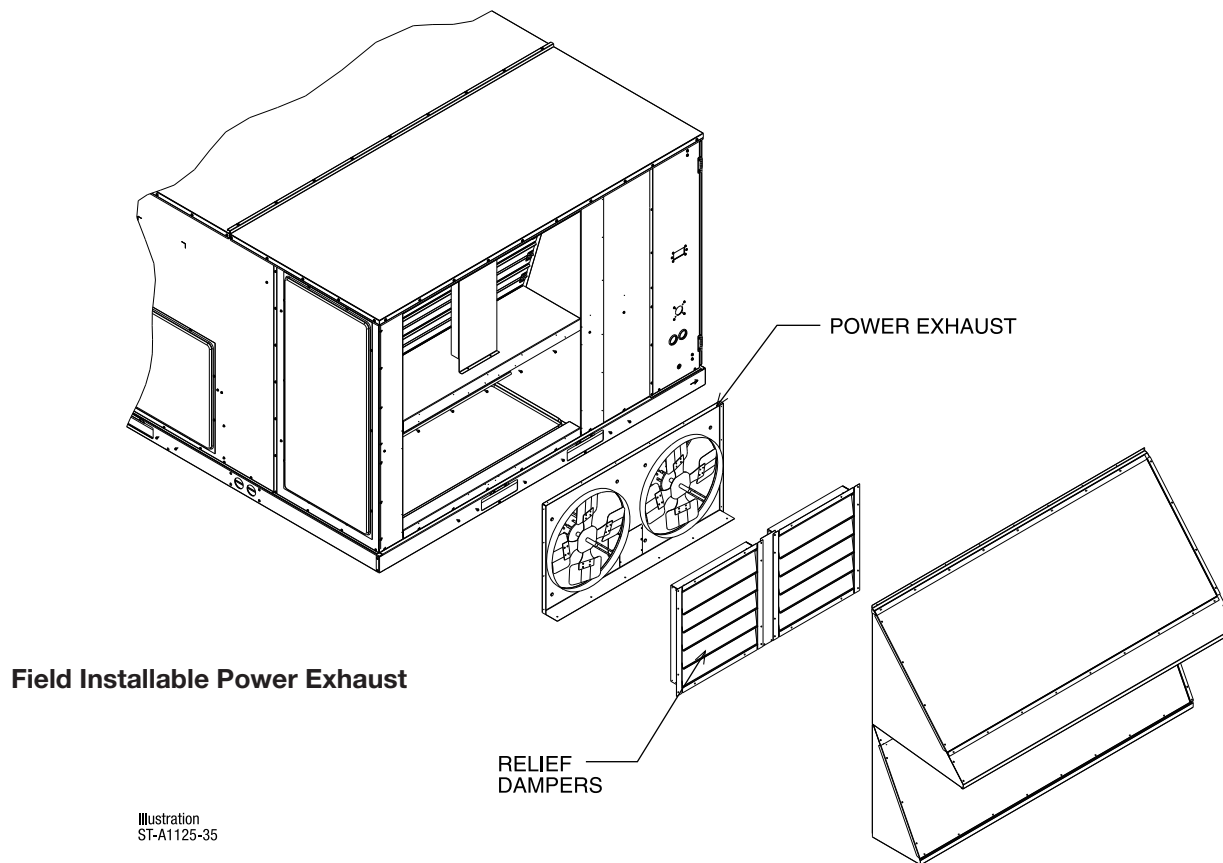 POWER EXHAUST
Field Installable Power Exhaust
RELIEF
DAMPERS
Illustration
ST-A1125-35